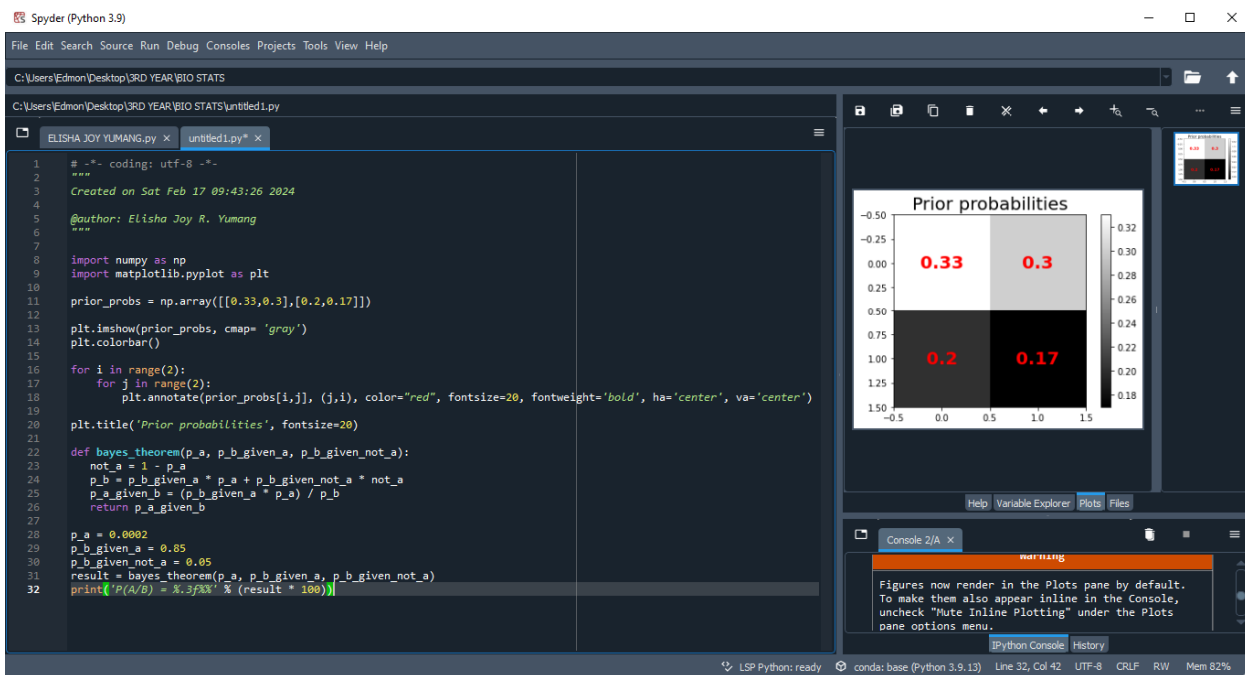 Spyder (Python 3.9)
File Edit Search Source Run Debug Consoles Projects Tools View Help
C:\Users\Edmon\Desktop\3RD YEAR\BIO STATS
C:\Users\Edmon\Desktop\3RD YEAR\BIO STATS\untitled1.py
ELISHA JOY YUMANG.py × untitled1.py* ×
1 # -*- coding: utf-8 -*-
2 """
3 Created on Sat Feb 17 09:43:26 2024
4
5 @author: Elisha Joy R. Yumang
6 """
7
8 import numpy as np
9 import matplotlib.pyplot as plt
10
11 prior_probs = np.array([[0.33,0.3],[0.2,0.17]])
12
13 plt.imshow(prior_probs, cmap= 'gray')
14 plt.colorbar()
15
16 for i in range(2):
17     for j in range(2):
18         plt.annotate(prior_probs[i,j], (j,i), color="red", fontsize=20, fontweight='bold', ha='center', va='center')
19
20 plt.title('Prior probabilities', fontsize=20)
21
22 def bayes_theorem(p_a, p_b_given_a, p_b_given_not_a):
23    not_a = 1 - p_a
24    p_b = p_b_given_a * p_a + p_b_given_not_a * not_a
25    p_a_given_b = (p_b_given_a * p_a) / p_b
26    return p_a_given_b
27
28 p_a = 0.0002
29 p_b_given_a = 0.85
30 p_b_given_not_a = 0.05
31 result = bayes_theorem(p_a, p_b_given_a, p_b_given_not_a)
32 print('P(A/B) = %.3f%%' % (result * 100))
Prior probabilities
−0.50
−0.25
0.00
0.25
0.50
0.75
1.00
1.25
1.50
0.33 0.3
0.2 0.17
−0.5 0.0 0.5 1.0 1.5
0.32
0.30
0.28
0.26
0.24
0.22
0.20
0.18
Help Variable Explorer Plots Files
Console 2/A ×
Warning
Figures now render in the Plots pane by default.
To make them also appear inline in the Console,
uncheck "Mute Inline Plotting" under the Plots
pane options menu.
IPython Console History
LSP Python: ready conda: base (Python 3.9.13) Line 32, Col 42 UTF-8 CRLF RW Mem 82%